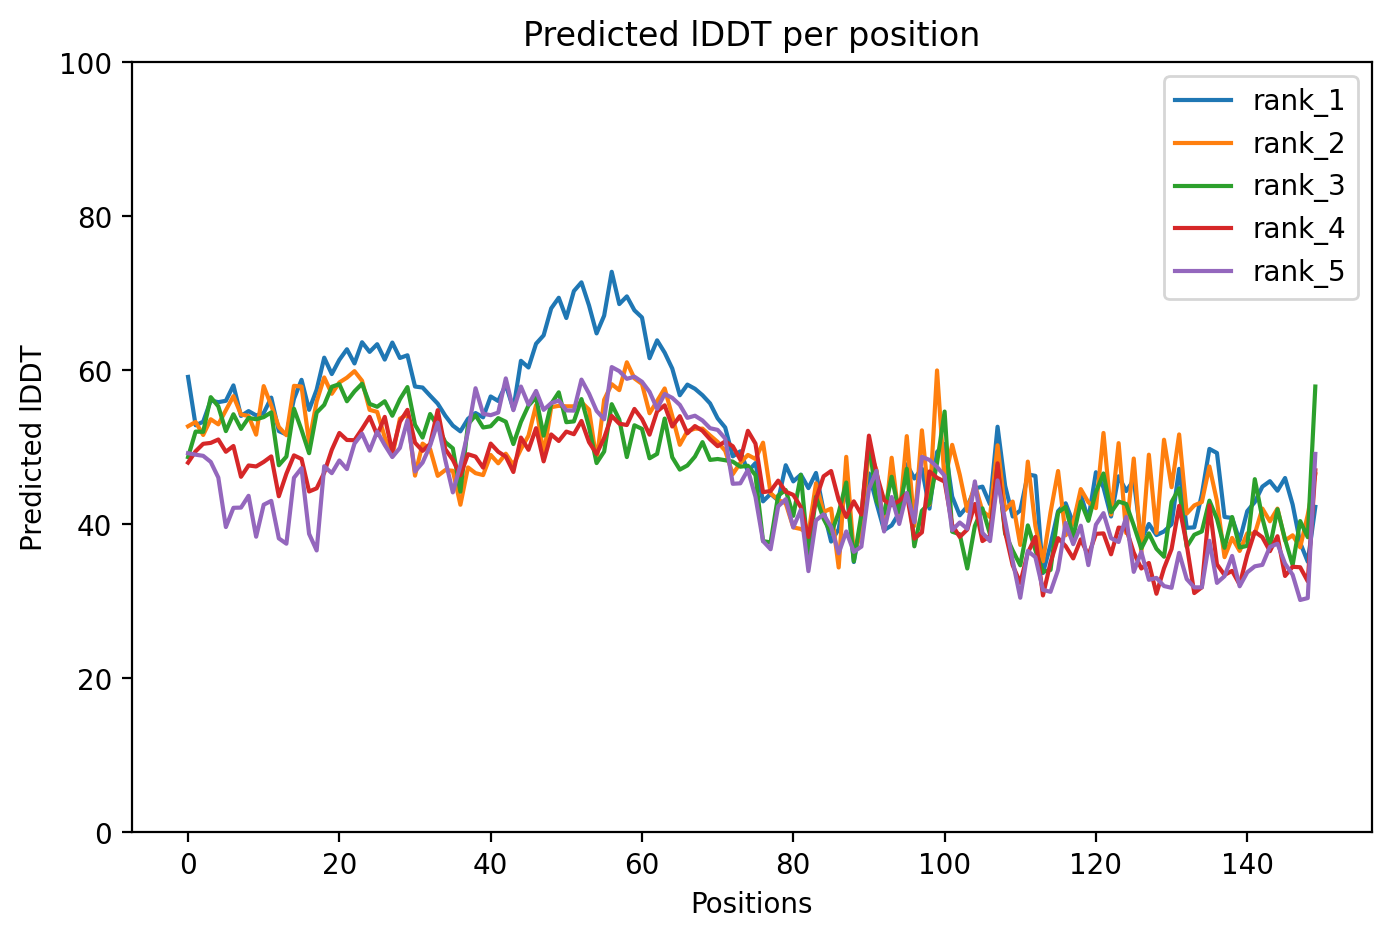 Predicted lDDT per position
100
80
60
40
20
0
Predicted lDDT
rank_1
rank_2
rank_3
rank_4
rank_5
0 20 40 60 80 100 120 140
Positions